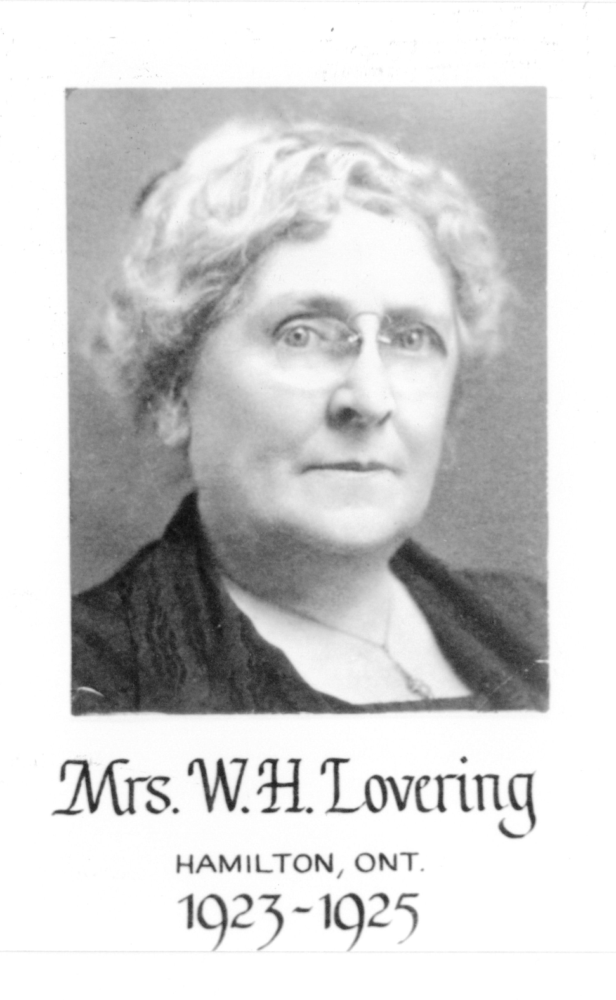 Mrs. W. H. Lovering
HAMILTON, ONT.
1923-1925